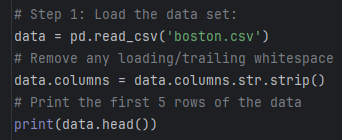 # Step 1: Load the data set:
data = pd.read_csv('boston.csv')
# Remove any loading/trailing whitespace
data.columns = data.columns.str.strip()
# Print the first 5 rows of the data
print(data.head())